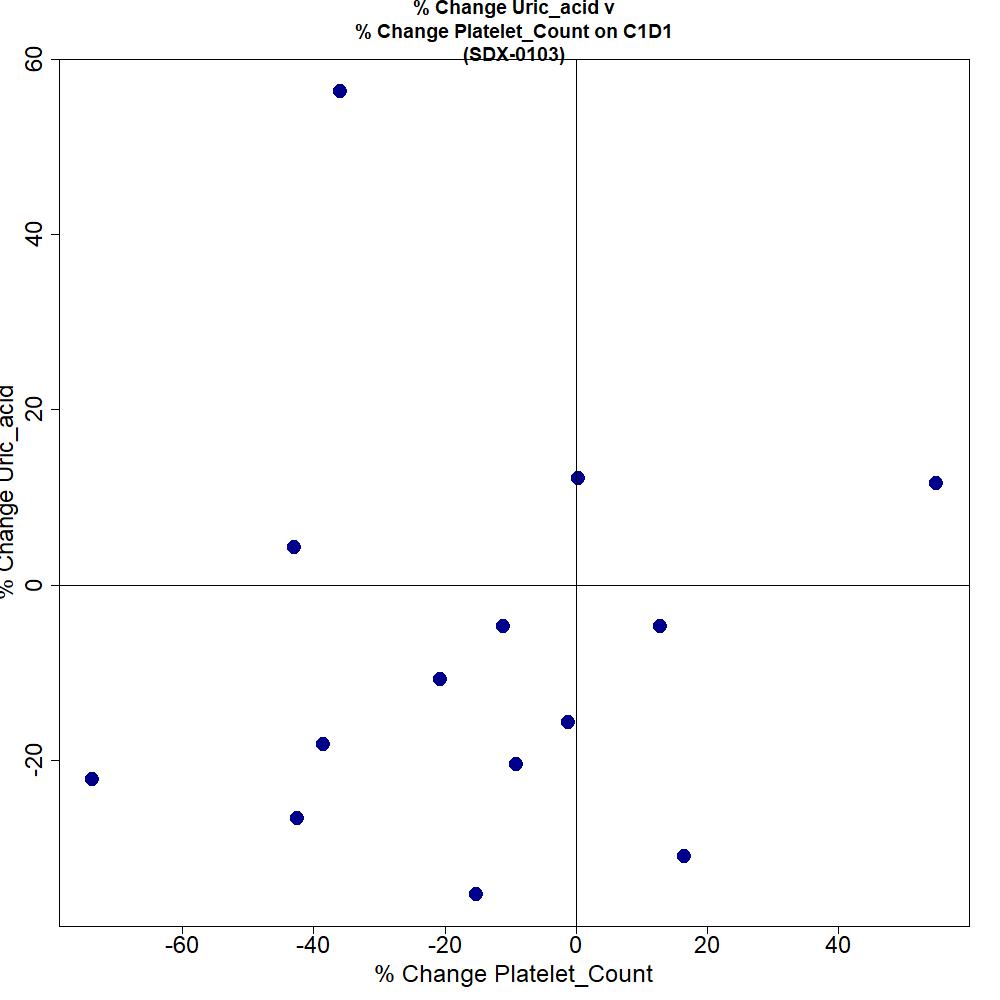 % Change Uric_acid v
% Change Platelet_Count on C1D1
(SDX-0103)
60
40
20
0
-20
% Change Uric_acid
-60
-40
-20
0
20
40
% Change Platelet_Count